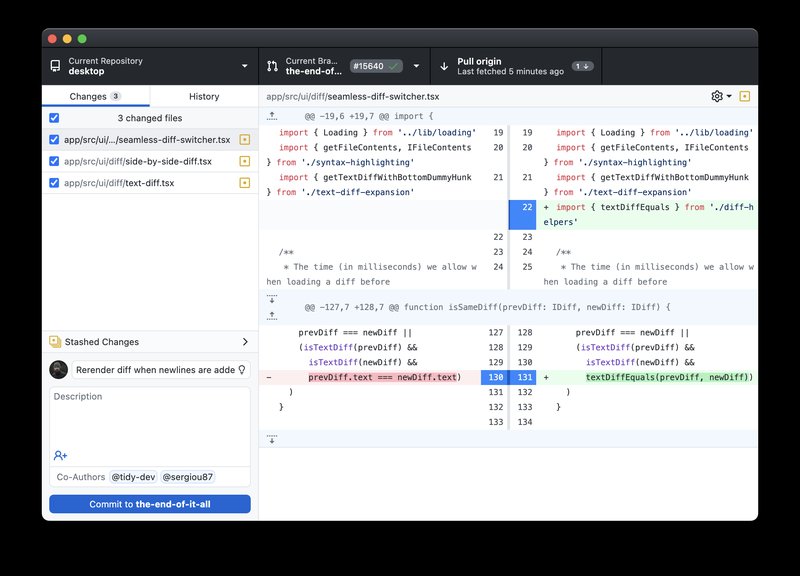 Current Repository
desktop
Current Bra...
the-end-of...
#15640
Pull origin
Last fetched 5 minutes ago
1
Changes 3
History
3 changed files
app/src/ui/.../seamless-diff-switcher.tsx
app/src/ui/diff/side-by-side-diff.tsx
app/src/ui/diff/text-diff.tsx
Stashed Changes
Rerender diff when newlines are adde
Description
Co-Authors @tidy-dev @sergiou87
Commit to the-end-of-it-all
app/src/ui/diff/seamless-diff-switcher.tsx
@@ -19,6 +19,7 @@ import {
import { Loading } from '../lib/loading' 19 19 import { Loading } from '../lib/loading'
import { getFileContents, IFileContents 20 20 import { getFileContents, IFileContents
} from './syntax-highlighting' } from './syntax-highlighting'
import { getTextDiffWithBottomDummyHunk 21 21 import { getTextDiffWithBottomDummyHunk
} from './text-diff-expansion' } from './text-diff-expansion'
22 + import { textDiffEquals } from './diff-h
elpers'
22 23
/** 23 24 /**
* The time (in milliseconds) we allow w 24 25 * The time (in milliseconds) we allow w
hen loading a diff before hen loading a diff before
@@ -127,7 +128,7 @@ function isSameDiff(prevDiff: IDiff, newDiff: IDiff) {
prevDiff === newDiff || 127 128 prevDiff === newDiff ||
(isTextDiff(prevDiff) && 128 129 (isTextDiff(prevDiff) &&
isTextDiff(newDiff) && 129 130 isTextDiff(newDiff) &&
- prevDiff.text === newDiff.text) 130 131 + textDiffEquals(prevDiff, newDiff))
) 131 132 )
} 132 133 }
133 134